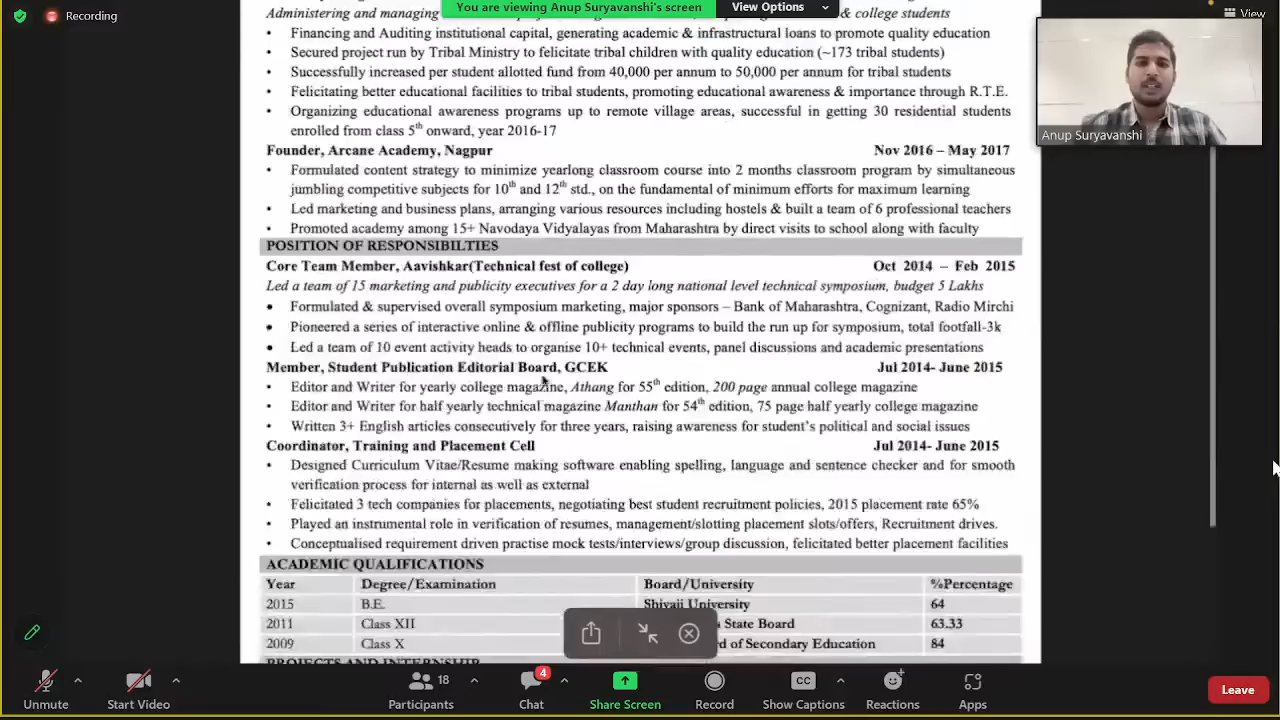 Recording
You are viewing Anup Suryavanshi's screen
View Options
View
Administering and managing
& college students
• Financing and Auditing institutional capital, generating academic & infrastructural loans to promote quality education
• Secured project run by Tribal Ministry to felicitate tribal children with quality education (~173 tribal students)
• Successfully increased per student allotted fund from 40,000 per annum to 50,000 per annum for tribal students
• Felicitating better educational facilities to tribal students, promoting educational awareness & importance through R.T.E.
• Organizing educational awareness programs up to remote village areas, successful in getting 30 residential students
enrolled from class 5th onward, year 2016-17
Founder, Arcane Academy, Nagpur Nov 2016 – May 2017
• Formulated content strategy to minimize yearlong classroom course into 2 months classroom program by simultaneous
jumbling competitive subjects for 10th and 12th std., on the fundamental of minimum efforts for maximum learning
• Led marketing and business plans, arranging various resources including hostels & built a team of 6 professional teachers
• Promoted academy among 15+ Navodaya Vidyalayas from Maharashtra by direct visits to school along with faculty
POSITION OF RESPONSIBILTIES
Core Team Member, Aavishkar(Technical fest of college) Oct 2014 – Feb 2015
Led a team of 15 marketing and publicity executives for a 2 day long national level technical symposium, budget 5 Lakhs
• Formulated & supervised overall symposium marketing, major sponsors – Bank of Maharashtra, Cognizant, Radio Mirchi
• Pioneered a series of interactive online & offline publicity programs to build the run up for symposium, total footfall-3k
• Led a team of 10 event activity heads to organise 10+ technical events, panel discussions and academic presentations
Member, Student Publication Editorial Board, GCEK Jul 2014- June 2015
• Editor and Writer for yearly college magazine, Athang for 55th edition, 200 page annual college magazine
• Editor and Writer for half yearly technical magazine Manthan for 54th edition, 75 page half yearly college magazine
• Written 3+ English articles consecutively for three years, raising awareness for student's political and social issues
Coordinator, Training and Placement Cell Jul 2014- June 2015
• Designed Curriculum Vitae/Resume making software enabling spelling, language and sentence checker and for smooth
verification process for internal as well as external
• Felicitated 3 tech companies for placements, negotiating best student recruitment policies, 2015 placement rate 65%
• Played an instrumental role in verification of resumes, management/slotting placement slots/offers, Recruitment drives.
• Conceptualised requirement driven practise mock tests/interviews/group discussion, felicitated better placement facilities
ACADEMIC QUALIFICATIONS
Year Degree/Examination Board/University %Percentage
2015 B.E. Shivaji University 64
2011 Class XII State Board 63.33
2009 Class X of Secondary Education 84
PROJECTS AND INTERNSHIP
Anup Suryavanshi
Unmute
Start Video
18
Participants
4
Chat
Share Screen
Record
CC
Show Captions
Reactions
Apps
Leave